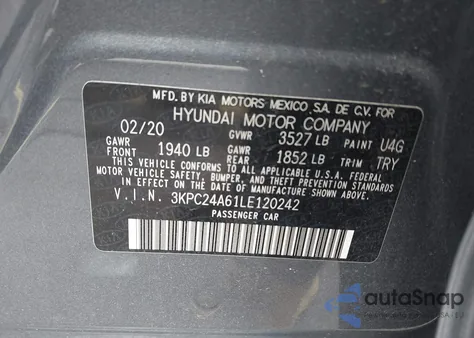 MFD. BY KIA MOTORS MEXICO, S.A. DE C.V. FOR
HYUNDAI MOTOR COMPANY
02/20 GVWR 3527 LB PAINT U4G
GAWR FRONT 1940 LB GAWR REAR 1852 LB TRIM TRY
THIS VEHICLE CONFORMS TO ALL APPLICABLE U.S.A. FEDERAL
MOTOR VEHICLE SAFETY, BUMPER, AND THEFT PREVENTION
STANDARDS IN EFFECT ON THE DATE OF MANUFACTURE SHOWN ABOVE.
V.I.N. 3KPC24A61LE120242
PASSENGER CAR
autoSnap